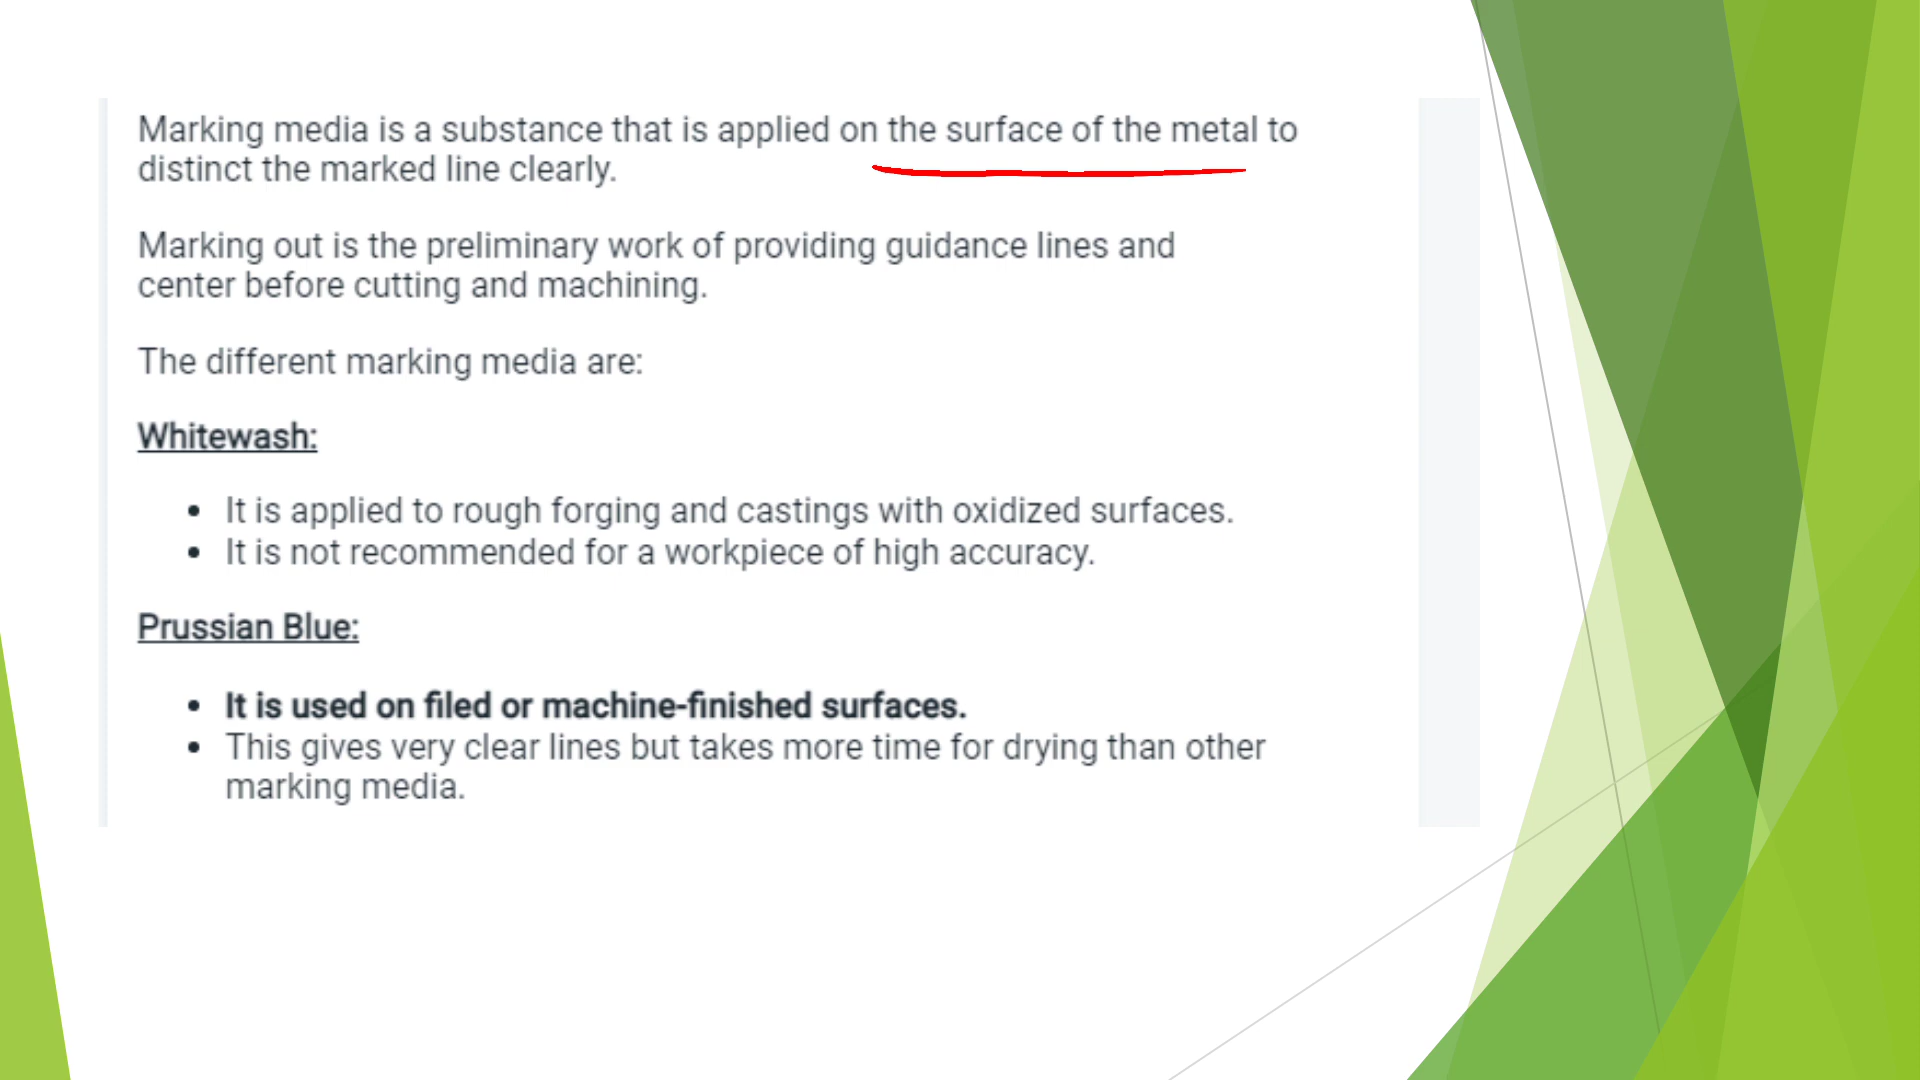 Marking media is a substance that is applied on the surface of the metal to
distinct the marked line clearly.
Marking out is the preliminary work of providing guidance lines and
center before cutting and machining.
The different marking media are:
Whitewash:
• It is applied to rough forging and castings with oxidized surfaces.
• It is not recommended for a workpiece of high accuracy.
Prussian Blue:
• It is used on filed or machine-finished surfaces.
• This gives very clear lines but takes more time for drying than other
marking media.